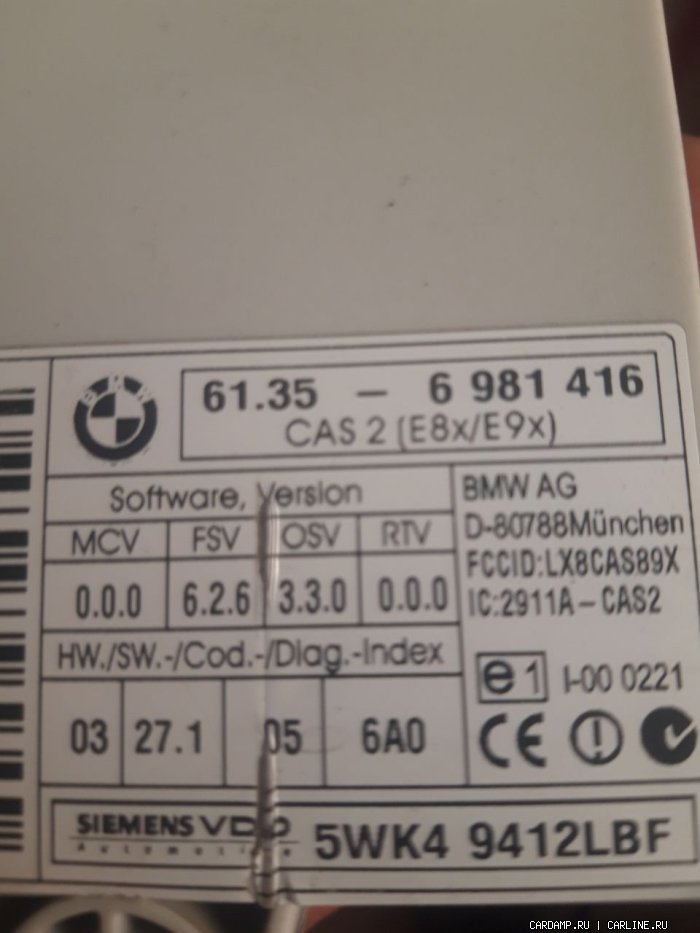 BMW
61.35 – 6 981 416
CAS 2 (E8x/E9x)
Software, Version
MCV FSV OSV RTV
0.0.0 6.2.6 3.3.0 0.0.0
HW./SW.-/Cod.-/Diag.-Index
03 27.1 05 6A0
BMW AG
D-80788München
FCCID:LX8CAS89X
IC:2911A-CAS2
e1 I-00 0221
CE
SIEMENS VDO
Automotive
5WK4 9412LBF
CARDAMP.RU | CARLINE.RU